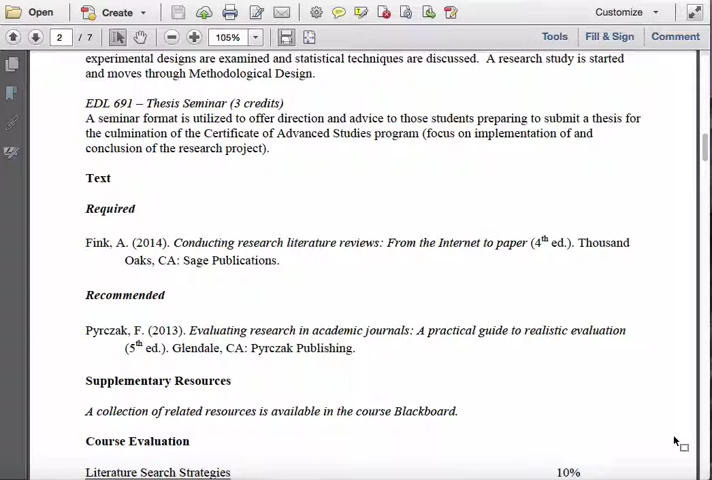 Open Create Customize
2 / 7 105% Tools Fill & Sign Comment
experimental designs are examined and statistical techniques are discussed. A research study is started
and moves through Methodological Design.
EDL 691 – Thesis Seminar (3 credits)
A seminar format is utilized to offer direction and advice to those students preparing to submit a thesis for
the culmination of the Certificate of Advanced Studies program (focus on implementation of and
conclusion of the research project).
Text
Required
Fink, A. (2014). Conducting research literature reviews: From the Internet to paper (4th ed.). Thousand
Oaks, CA: Sage Publications.
Recommended
Pyrczak, F. (2013). Evaluating research in academic journals: A practical guide to realistic evaluation
(5th ed.). Glendale, CA: Pyrczak Publishing.
Supplementary Resources
A collection of related resources is available in the course Blackboard.
Course Evaluation
Literature Search Strategies 10%